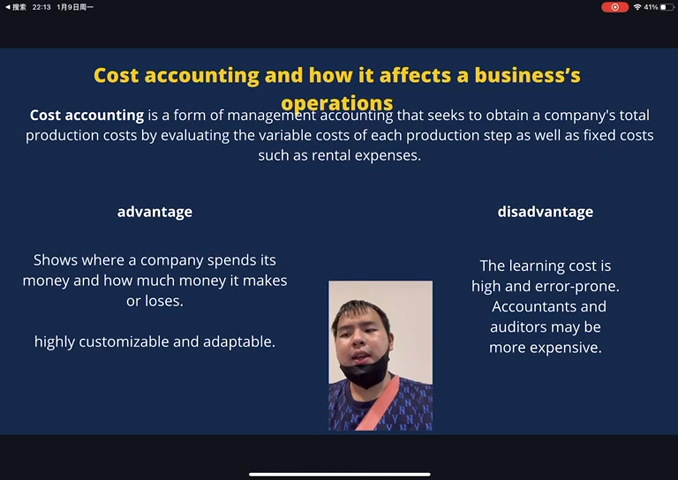 ◀ 搜索 22:13 1月9日周一
41%
Cost accounting and how it affects a business’s
operations
Cost accounting is a form of management accounting that seeks to obtain a company's total
production costs by evaluating the variable costs of each production step as well as fixed costs
such as rental expenses.
advantage
Shows where a company spends its
money and how much money it makes
or loses.
highly customizable and adaptable.
disadvantage
The learning cost is
high and error-prone.
Accountants and
auditors may be
more expensive.